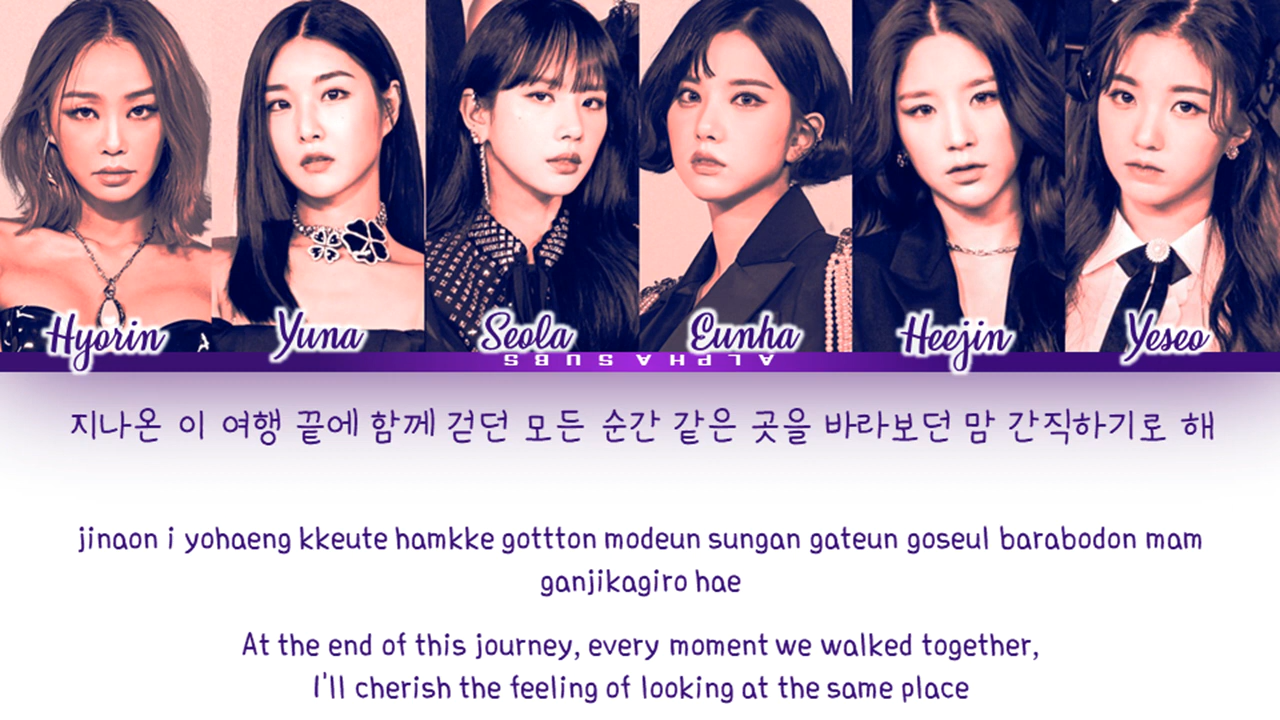 Hyorin Yuna Seola Eunha Heejin Yeseo
ALPHA SUBS
지나온 이 여행 끝에 함께 걷던 모든 순간 같은 곳을 바라보던 맘 간직하기로 해
jinaon i yohaeng kkeute hamkke gottton modeun sungan gateun goseul barabodon mam
ganjikagiro hae
At the end of this journey, every moment we walked together,
I'll cherish the feeling of looking at the same place